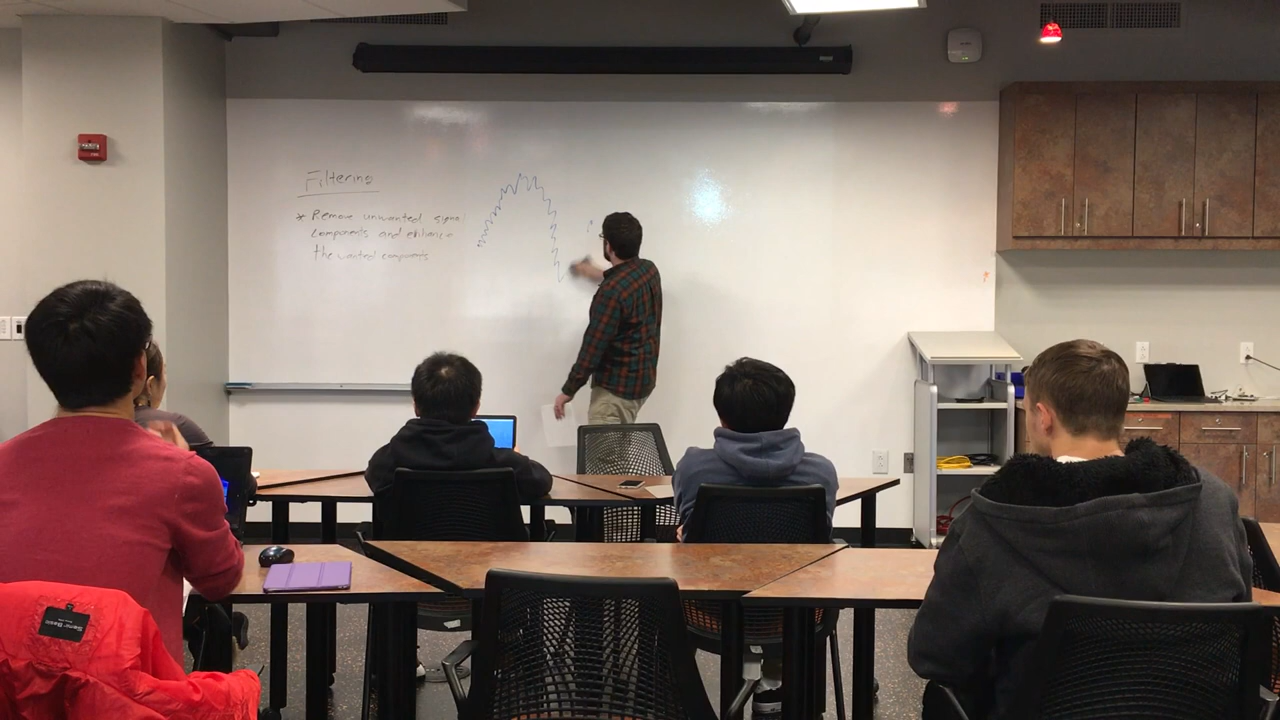 Filtering
* Remove unwanted signal
components and enhance
the wanted components